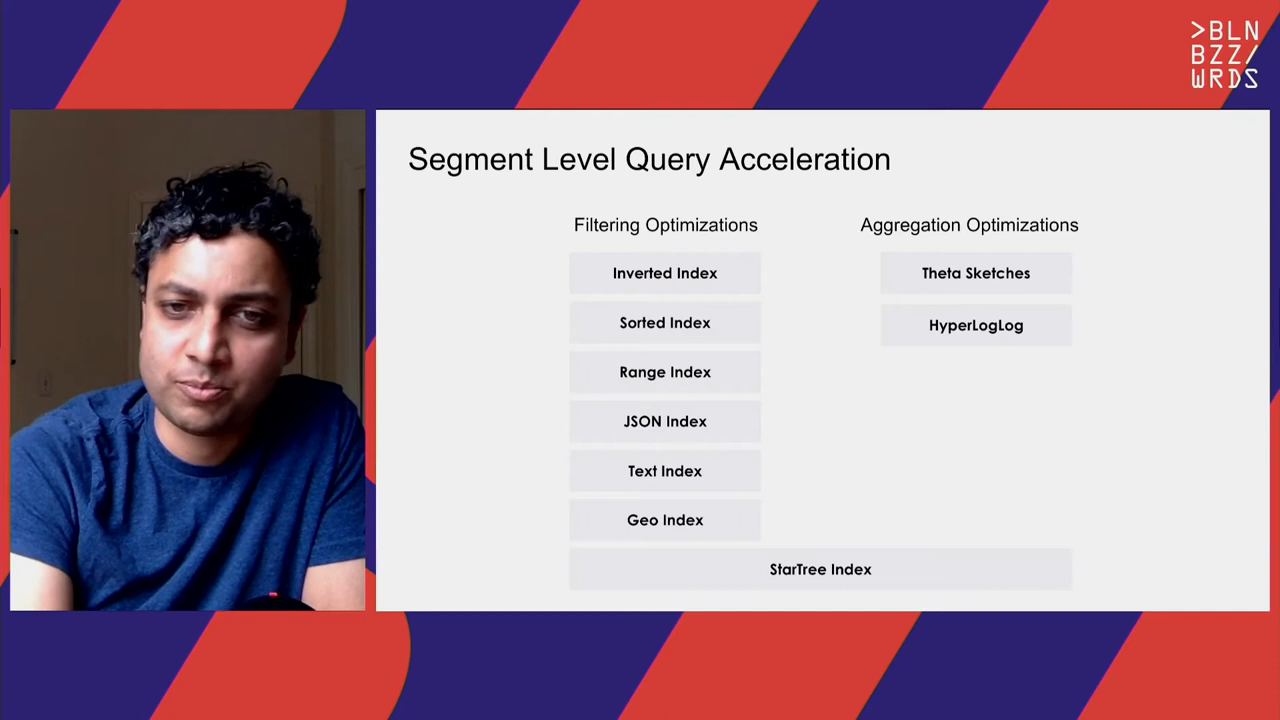 >BLN
BZZ/
WRDS
Segment Level Query Acceleration
Filtering Optimizations
Aggregation Optimizations
Inverted Index
Theta Sketches
Sorted Index
HyperLogLog
Range Index
JSON Index
Text Index
Geo Index
StarTree Index